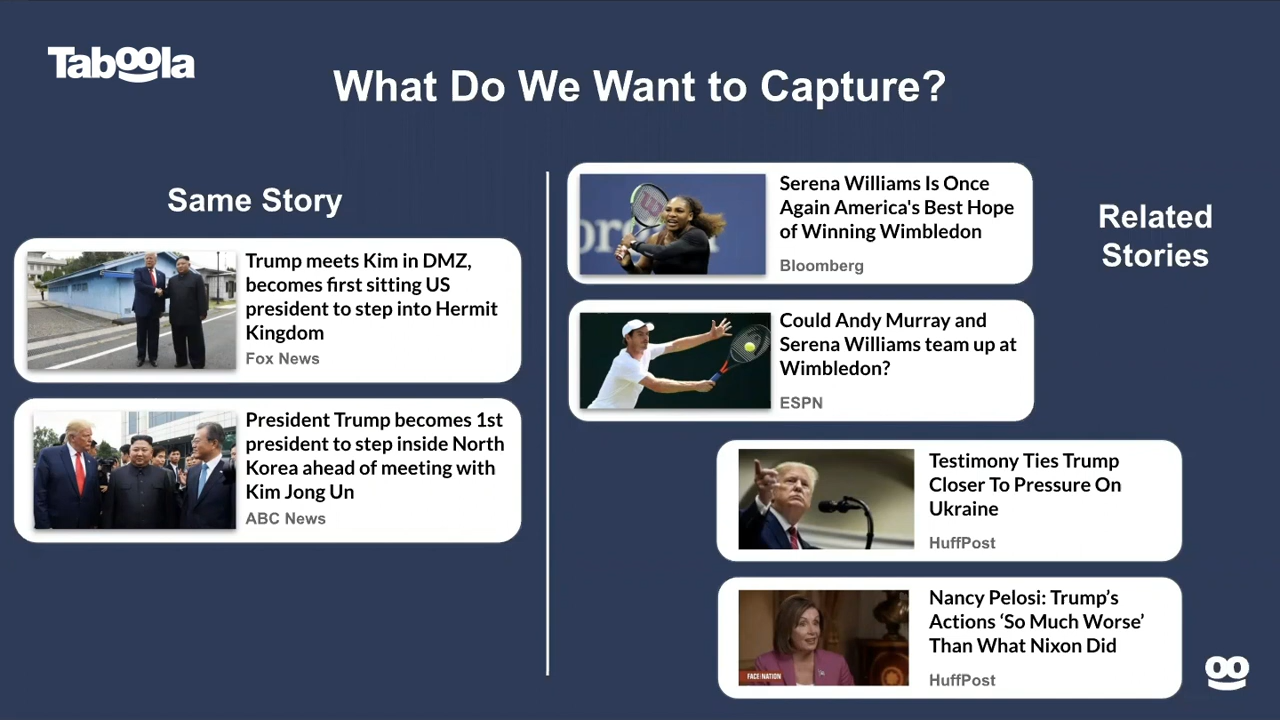 Taboola
What Do We Want to Capture?
Same Story
Trump meets Kim in DMZ,
becomes first sitting US
president to step into Hermit
Kingdom
Fox News
President Trump becomes 1st
president to step inside North
Korea ahead of meeting with
Kim Jong Un
ABC News
Related
Stories
Serena Williams Is Once
Again America's Best Hope
of Winning Wimbledon
Bloomberg
Could Andy Murray and
Serena Williams team up at
Wimbledon?
ESPN
Testimony Ties Trump
Closer To Pressure On
Ukraine
HuffPost
Nancy Pelosi: Trump’s
Actions ‘So Much Worse’
Than What Nixon Did
HuffPost
FACE THE NATION